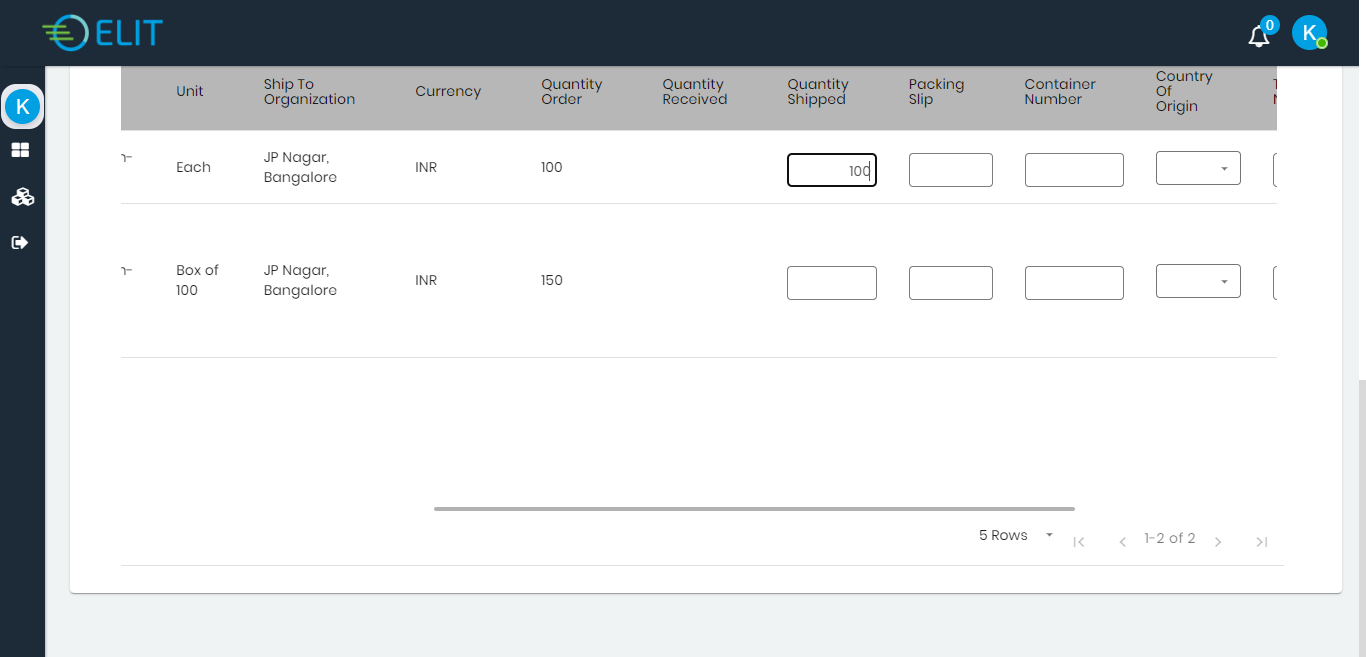 ELIT
0
K
K
Unit
Ship To
Organization
Currency
Quantity
Order
Quantity
Received
Quantity
Shipped
Packing
Slip
Container
Number
Country
Of
Origin
Each
JP Nagar,
Bangalore
INR
100
100
Box of
100
JP Nagar,
Bangalore
INR
150
5 Rows
1-2 of 2